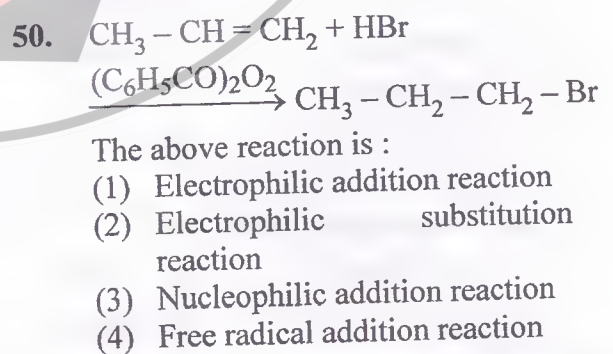 50. CH₃ – CH = CH₂ + HBr
(C₆H₅CO)₂O₂ → CH₃ – CH₂ – CH₂ – Br
The above reaction is :
(1) Electrophilic addition reaction
(2) Electrophilic substitution
reaction
(3) Nucleophilic addition reaction
(4) Free radical addition reaction